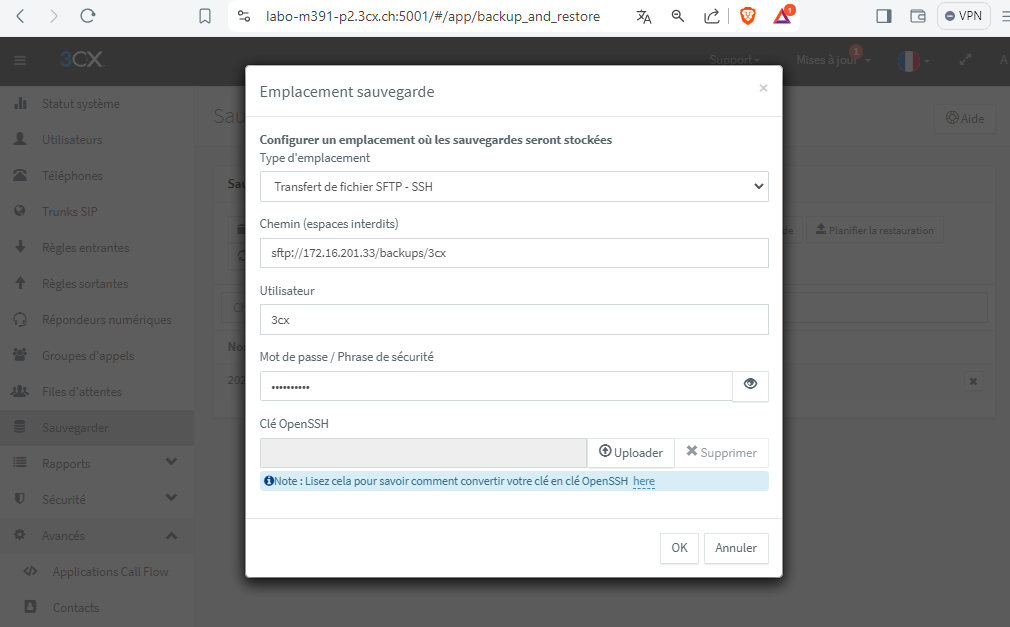 labo-m391-p2.3cx.ch:5001/#/app/backup_and_restore
1
VPN
3CX
Support
Mises à jour
1
Statut système
Utilisateurs
Téléphones
Trunks SIP
Règles entrantes
Règles sortantes
Répondeurs numériques
Groupes d'appels
Files d'attentes
Sauvegarder
Rapports
Sécurité
Avancés
Applications Call Flow
Contacts
Aide
Planifier la restauration
Emplacement sauvegarde
×
Configurer un emplacement où les sauvegardes seront stockées
Type d'emplacement
Transfert de fichier SFTP - SSH
Chemin (espaces interdits)
sftp://172.16.201.33/backups/3cx
Utilisateur
3cx
Mot de passe / Phrase de sécurité
••••••••••
Clé OpenSSH
Uploader
Supprimer
Note : Lisez cela pour savoir comment convertir votre clé en clé OpenSSH here
OK
Annuler